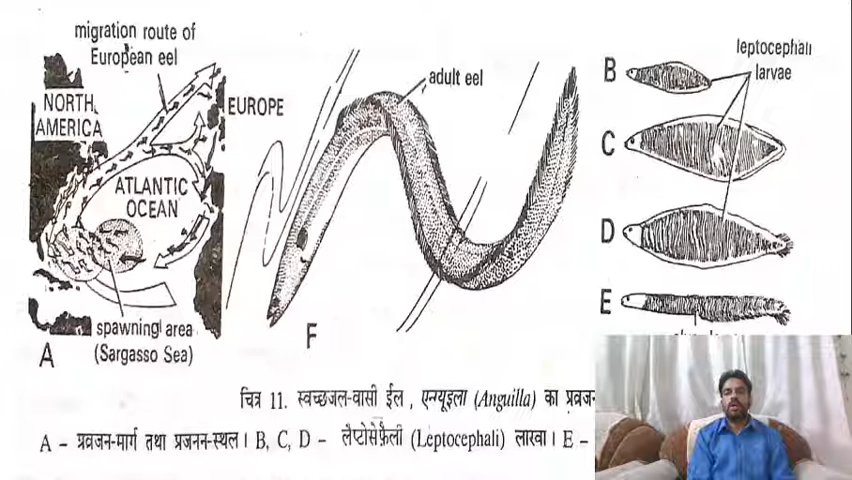 migration route of
European eel
NORTH
AMERICA
EUROPE
ATLANTIC
OCEAN
spawning area
(Sargasso Sea)
A
adult eel
F
leptocephali
larvae
B
C
D
E
चित्र 11. स्वच्छजल-वासी ईल, एन्ग्यूइला (Anguilla) का प्रवजन
A - प्रवजन-मार्ग तथा प्रजनन-स्थल। B, C, D - लैप्टोसेफ़ैली (Leptocephali) लारवा। E -